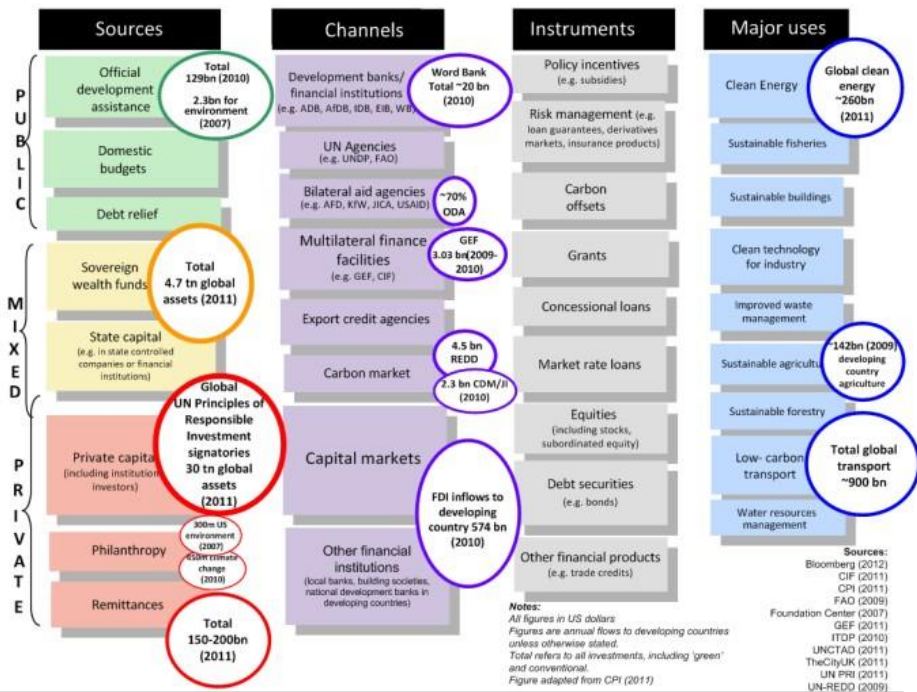 Sources
Channels
Instruments
Major uses
PUBLIC
MIXED
PRIVATE
Official
development
assistance
Domestic
budgets
Debt relief
Sovereign
wealth funds
State capital
(e.g. in state controlled
companies or financial
institutions)
Private capital
(including institution
investors)
Philanthropy
Remittances
Total
129bn (2010)
2.3bn for
environment
(2007)
Total
4.7 tn global
assets (2011)
Global
UN Principles of
Responsible
Investment
signatories
30 tn global
assets
(2011)
300m US
environment
(2007)
450m climate
change
(2010)
Total
150-200bn
(2011)
Development banks/
financial institutions
(e.g. ADB, AfDB, IDB, EIB, WB)
UN Agencies
(e.g. UNDP, FAO)
Bilateral aid agencies
(e.g. AFD, KfW, JICA, USAID)
Multilateral finance
facilities
(e.g. GEF, CIF)
Export credit agencies
Carbon market
Capital markets
Other financial
institutions
(local banks, building societies,
national development banks in
developing countries)
Word Bank
Total ~20 bn
(2010)
~70%
ODA
GEF
3.03 bn(2009-
2010)
4.5 bn
REDD
2.3 bn CDM/JI
(2010)
FDI inflows to
developing
country 574 bn
(2010)
Policy incentives
(e.g. subsidies)
Risk management (e.g.
loan guarantees, derivatives
markets, insurance products)
Carbon
offsets
Grants
Concessional loans
Market rate loans
Equities
(including stocks,
subordinated equity)
Debt securities
(e.g. bonds)
Other financial products
(e.g. trade credits)
Clean Energy
Sustainable fisheries
Sustainable buildings
Clean technology
for industry
Improved waste
management
Sustainable agricultu
Sustainable forestry
Low- carbon
transport
Water resources
management
Global clean
energy
~260bn
(2011)
~142bn (2009)
developing
country
agriculture
Total global
transport
~900 bn
Notes:
All figures in US dollars
Figures are annual flows to developing countries
unless otherwise stated.
Total refers to all investments, including 'green'
and conventional.
Figure adapted from CPI (2011)
Sources:
Bloomberg (2012)
CIF (2011)
CPI (2011)
FAO (2009)
Foundation Center (2007)
GEF (2011)
ITDP (2010)
UNCTAD (2011)
TheCityUK (2011)
UN PRI (2011)
UN-REDD (2009)